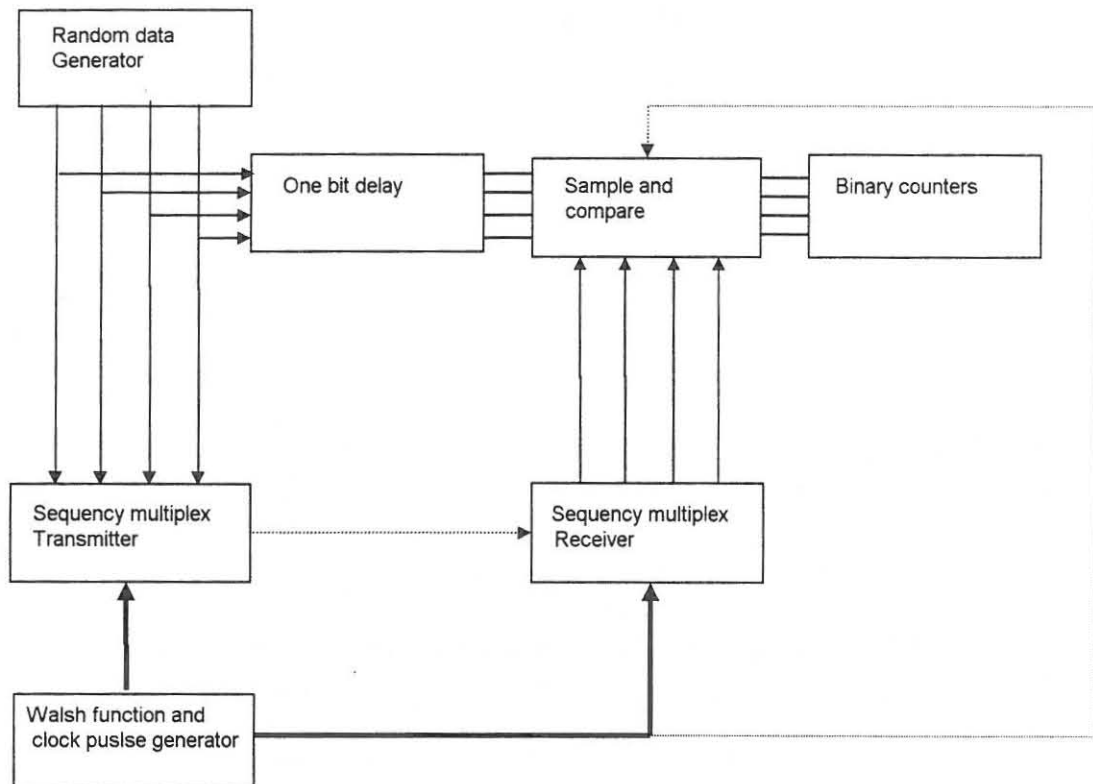 Random data
Generator
One bit delay
Sample and
compare
Binary counters
Sequency multiplex
Transmitter
Sequency multiplex
Receiver
Walsh function and
clock puslse generator